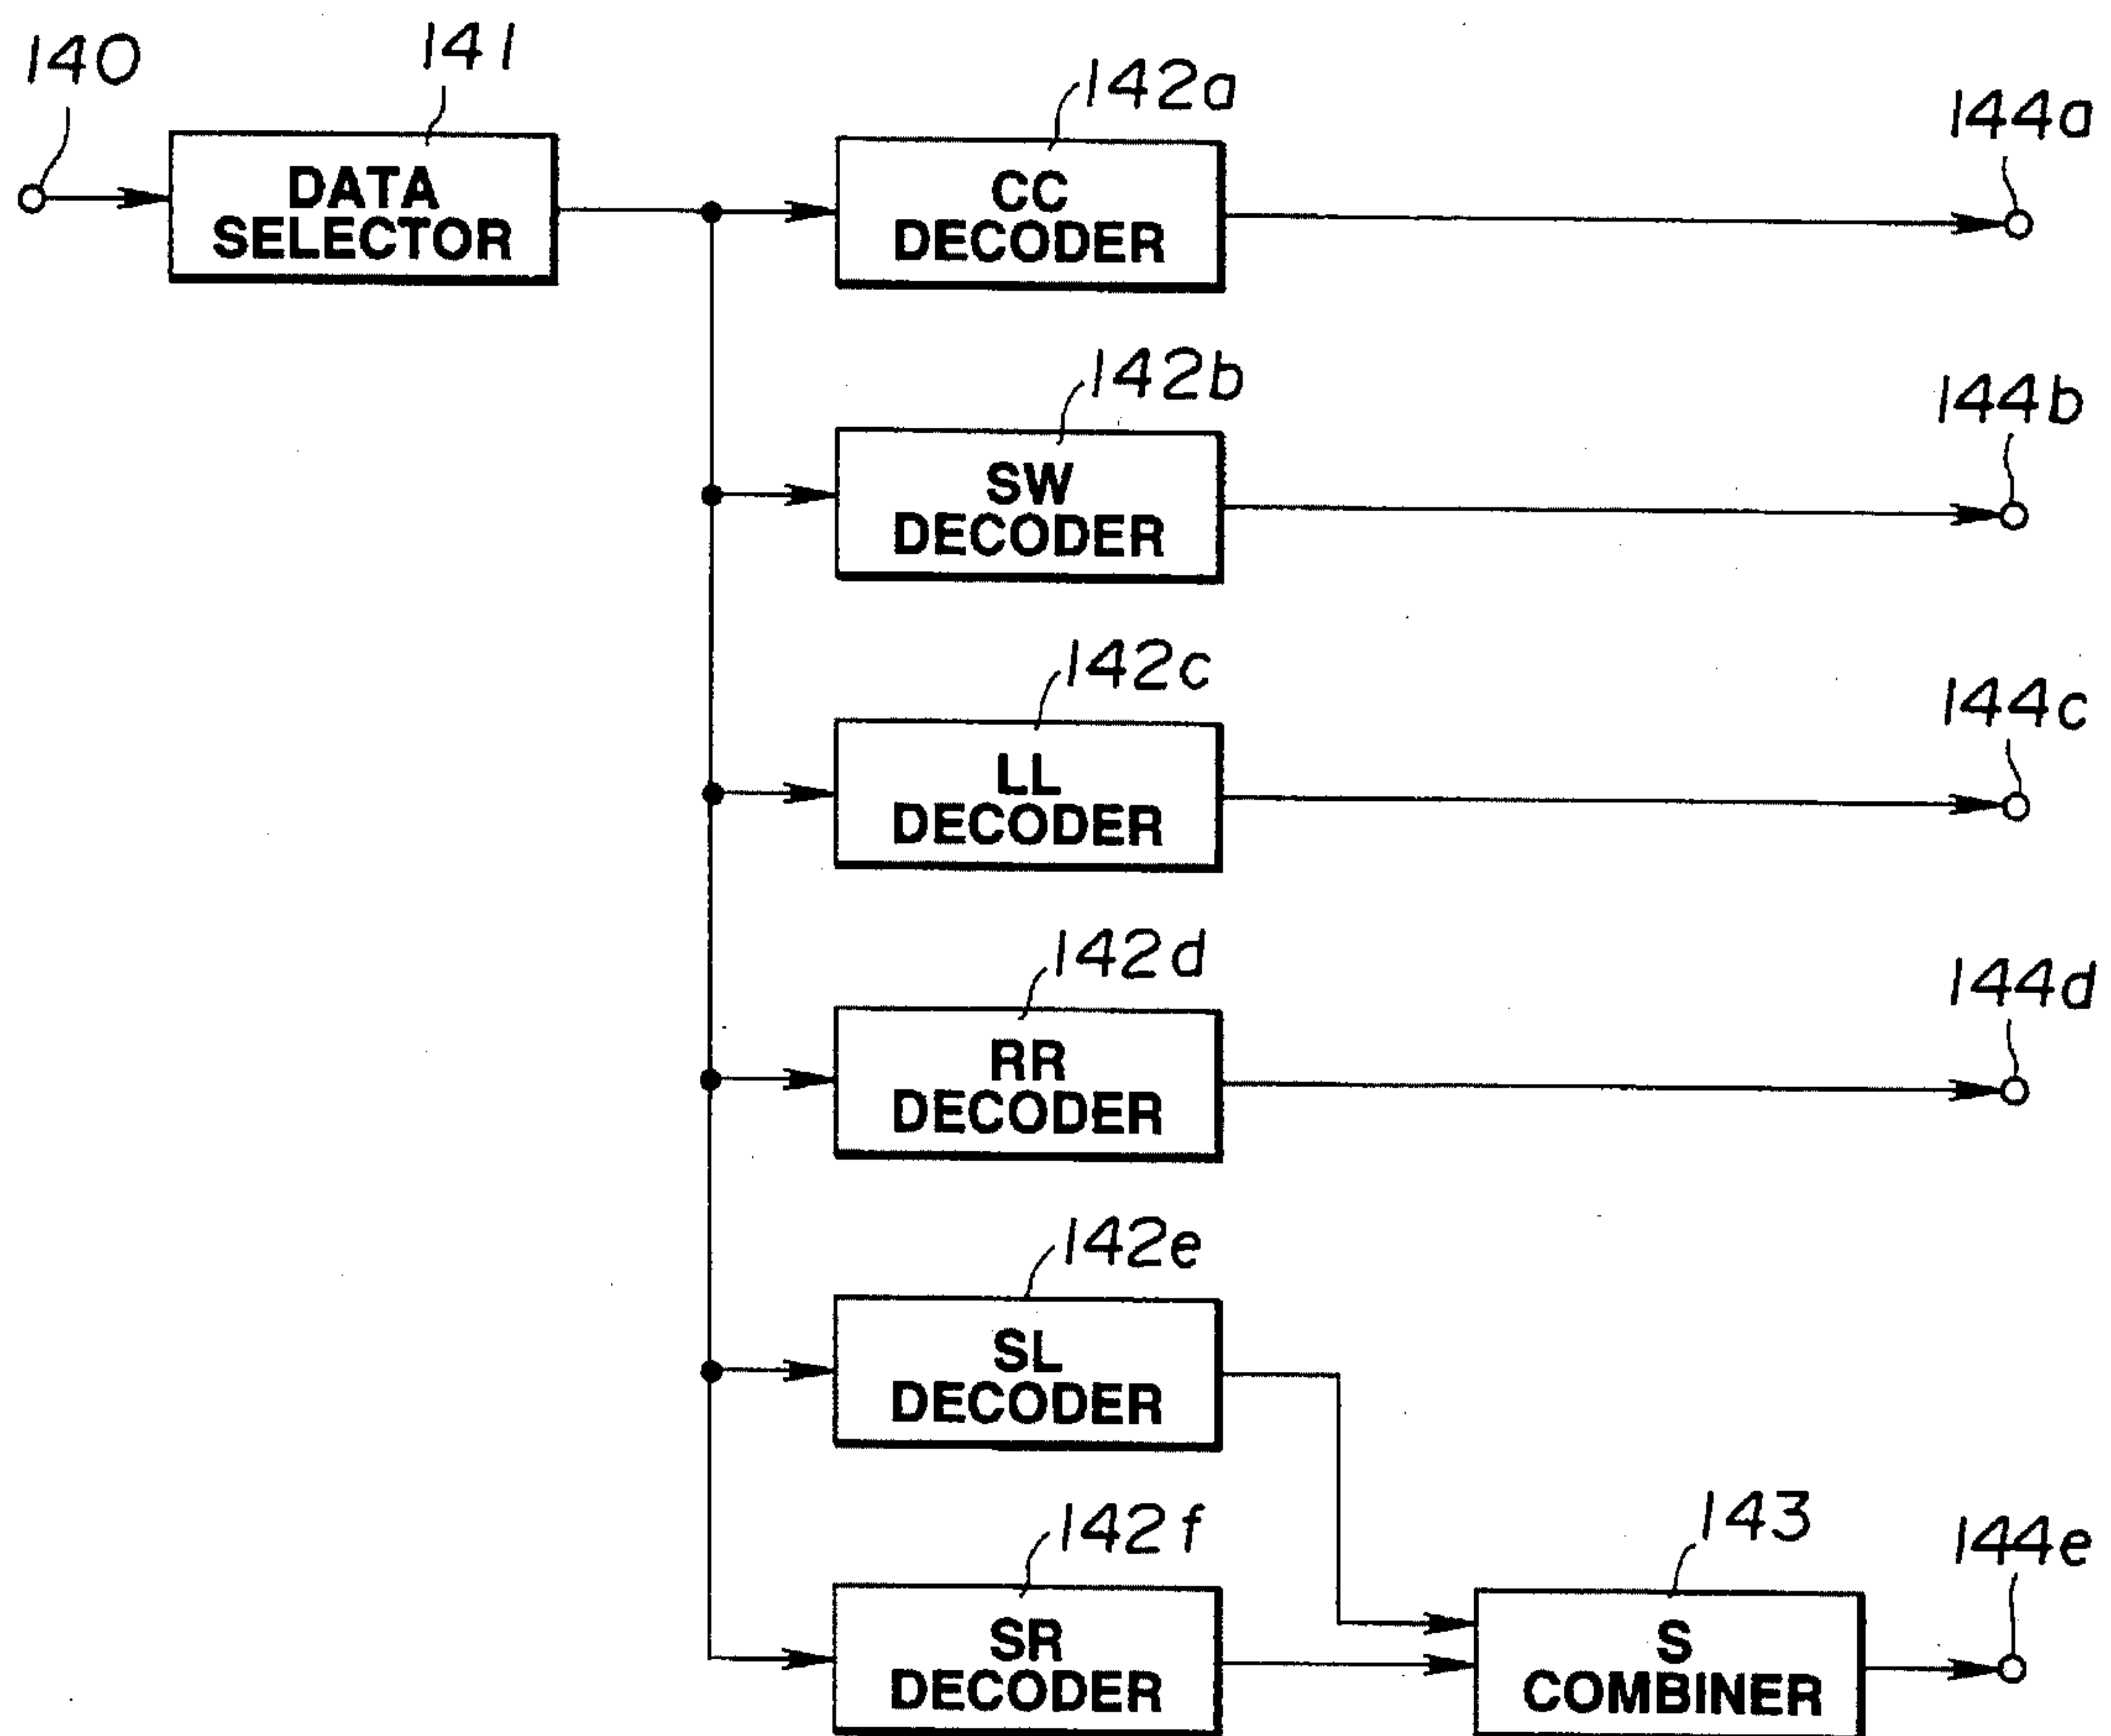 140
141
DATA
SELECTOR
142a
CC
DECODER
144a
142b
SW
DECODER
144b
142c
LL
DECODER
144c
142d
RR
DECODER
144d
142e
SL
DECODER
142f
SR
DECODER
143
S
COMBINER
144e